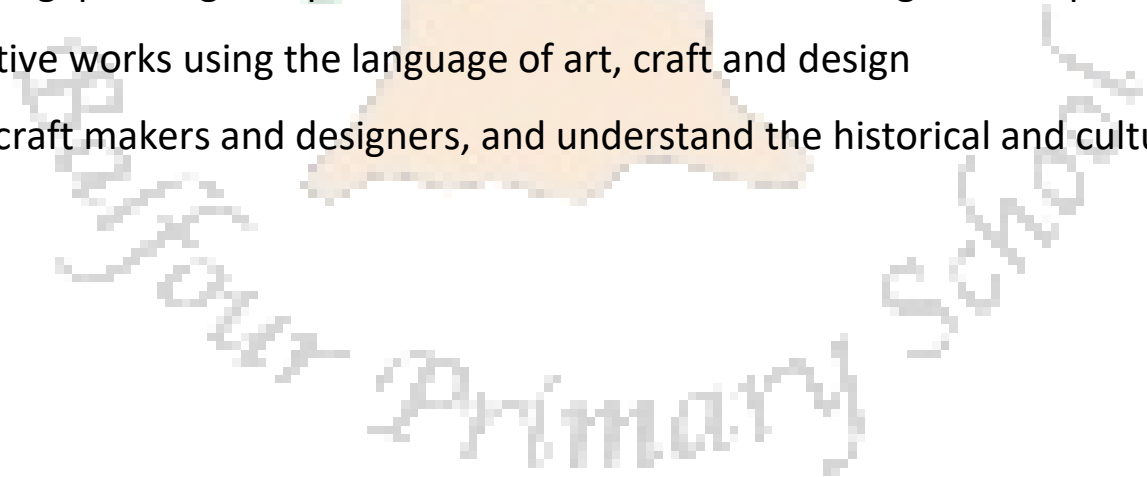 tive works using the language of art, craft and design
craft makers and designers, and understand the historical and cultu
Balfour Primary School